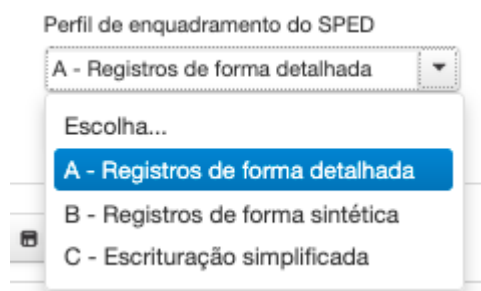 Perfil de enquadramento do SPED
A - Registros de forma detalhada
Escolha...
A - Registros de forma detalhada
B - Registros de forma sintética
C - Escrituração simplificada